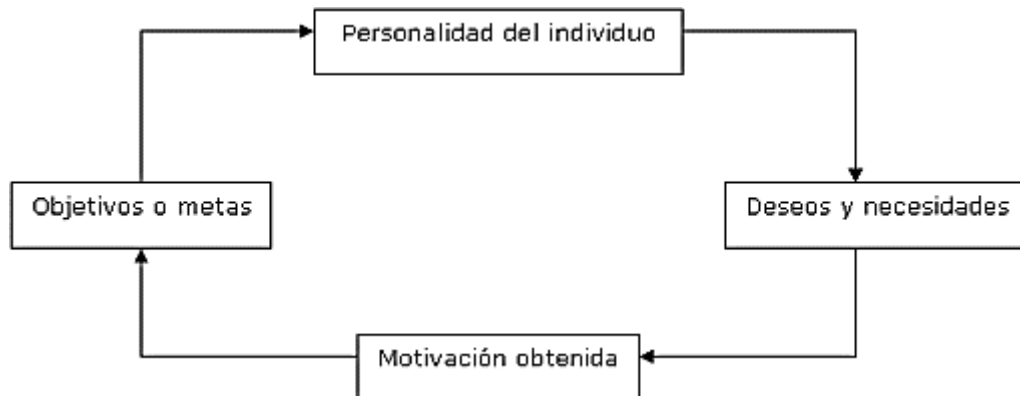 Personalidad del individuo
Objetivos o metas
Deseos y necesidades
Motivación obtenida